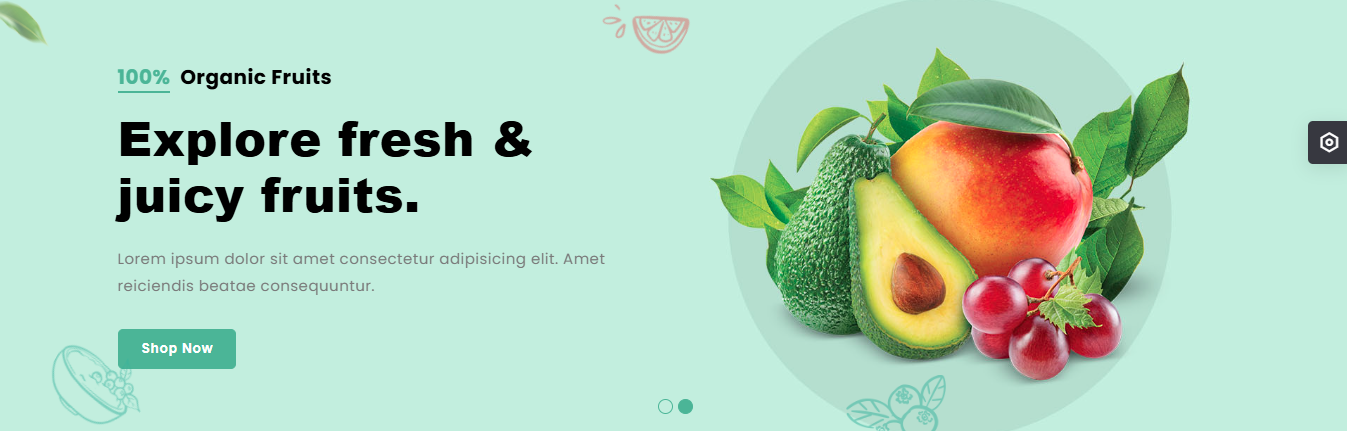 100% Organic Fruits
Explore fresh &
juicy fruits.
Lorem ipsum dolor sit amet consectetur adipisicing elit. Amet
reiciendis beatae consequuntur.
Shop Now